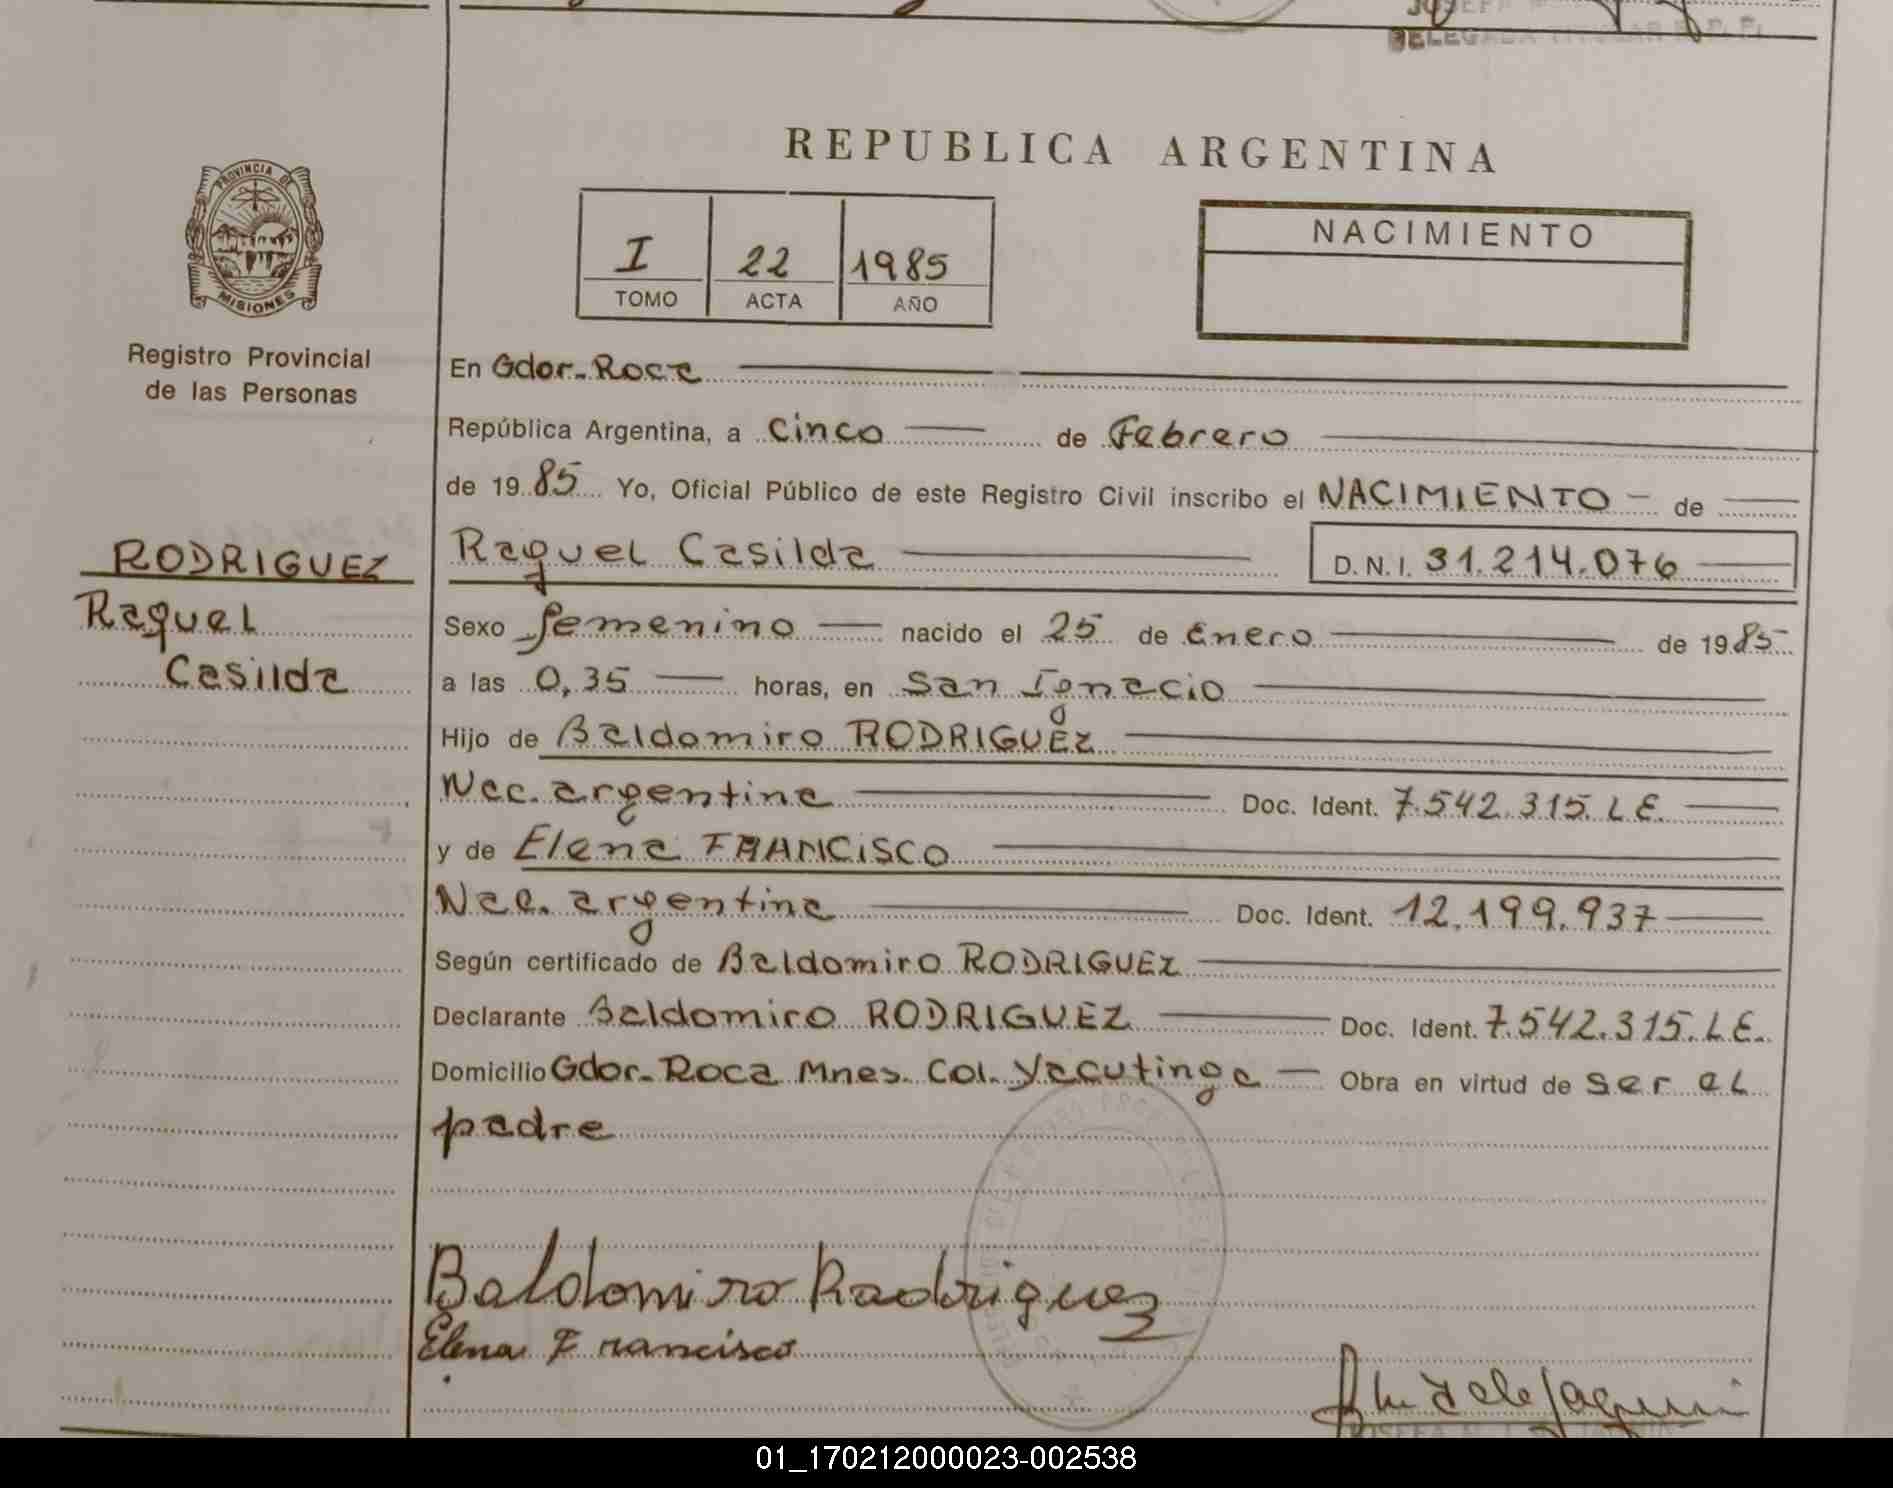 DELEGADA TITULAR R. P. P.
REPUBLICA ARGENTINA
PROVINCIA DE
MISIONES
Registro Provincial
de las Personas
I 22 1985
TOMO ACTA AÑO
NACIMIENTO
En Gdor. Roca
República Argentina, a cinco de Febrero
de 1985 Yo, Oficial Público de este Registro Civil inscribo el NACIMIENTO de
RODRIGUEZ
Raquel
Casilda
Raquel Casilda D.N.I. 31.214.076
Sexo femenino nacido el 25 de Enero de 1985
a las 0,35 horas, en San Ignacio
Hijo de Baldomiro RODRIGUEZ
Nac. argentina Doc. Ident. 7.542.315. L E.
y de Elena FRANCISCO
Nac. argentina Doc. Ident. 12.199.937
Según certificado de Baldomiro RODRIGUEZ
Declarante Baldomiro RODRIGUEZ Doc. Ident. 7.542.315. L E.
Domicilio Gdor. Roca Mnes. Col. Yacutinga Obra en virtud de ser el
padre
Baldomiro Rodriguez
Elena Francisco
01_170212000023-002538